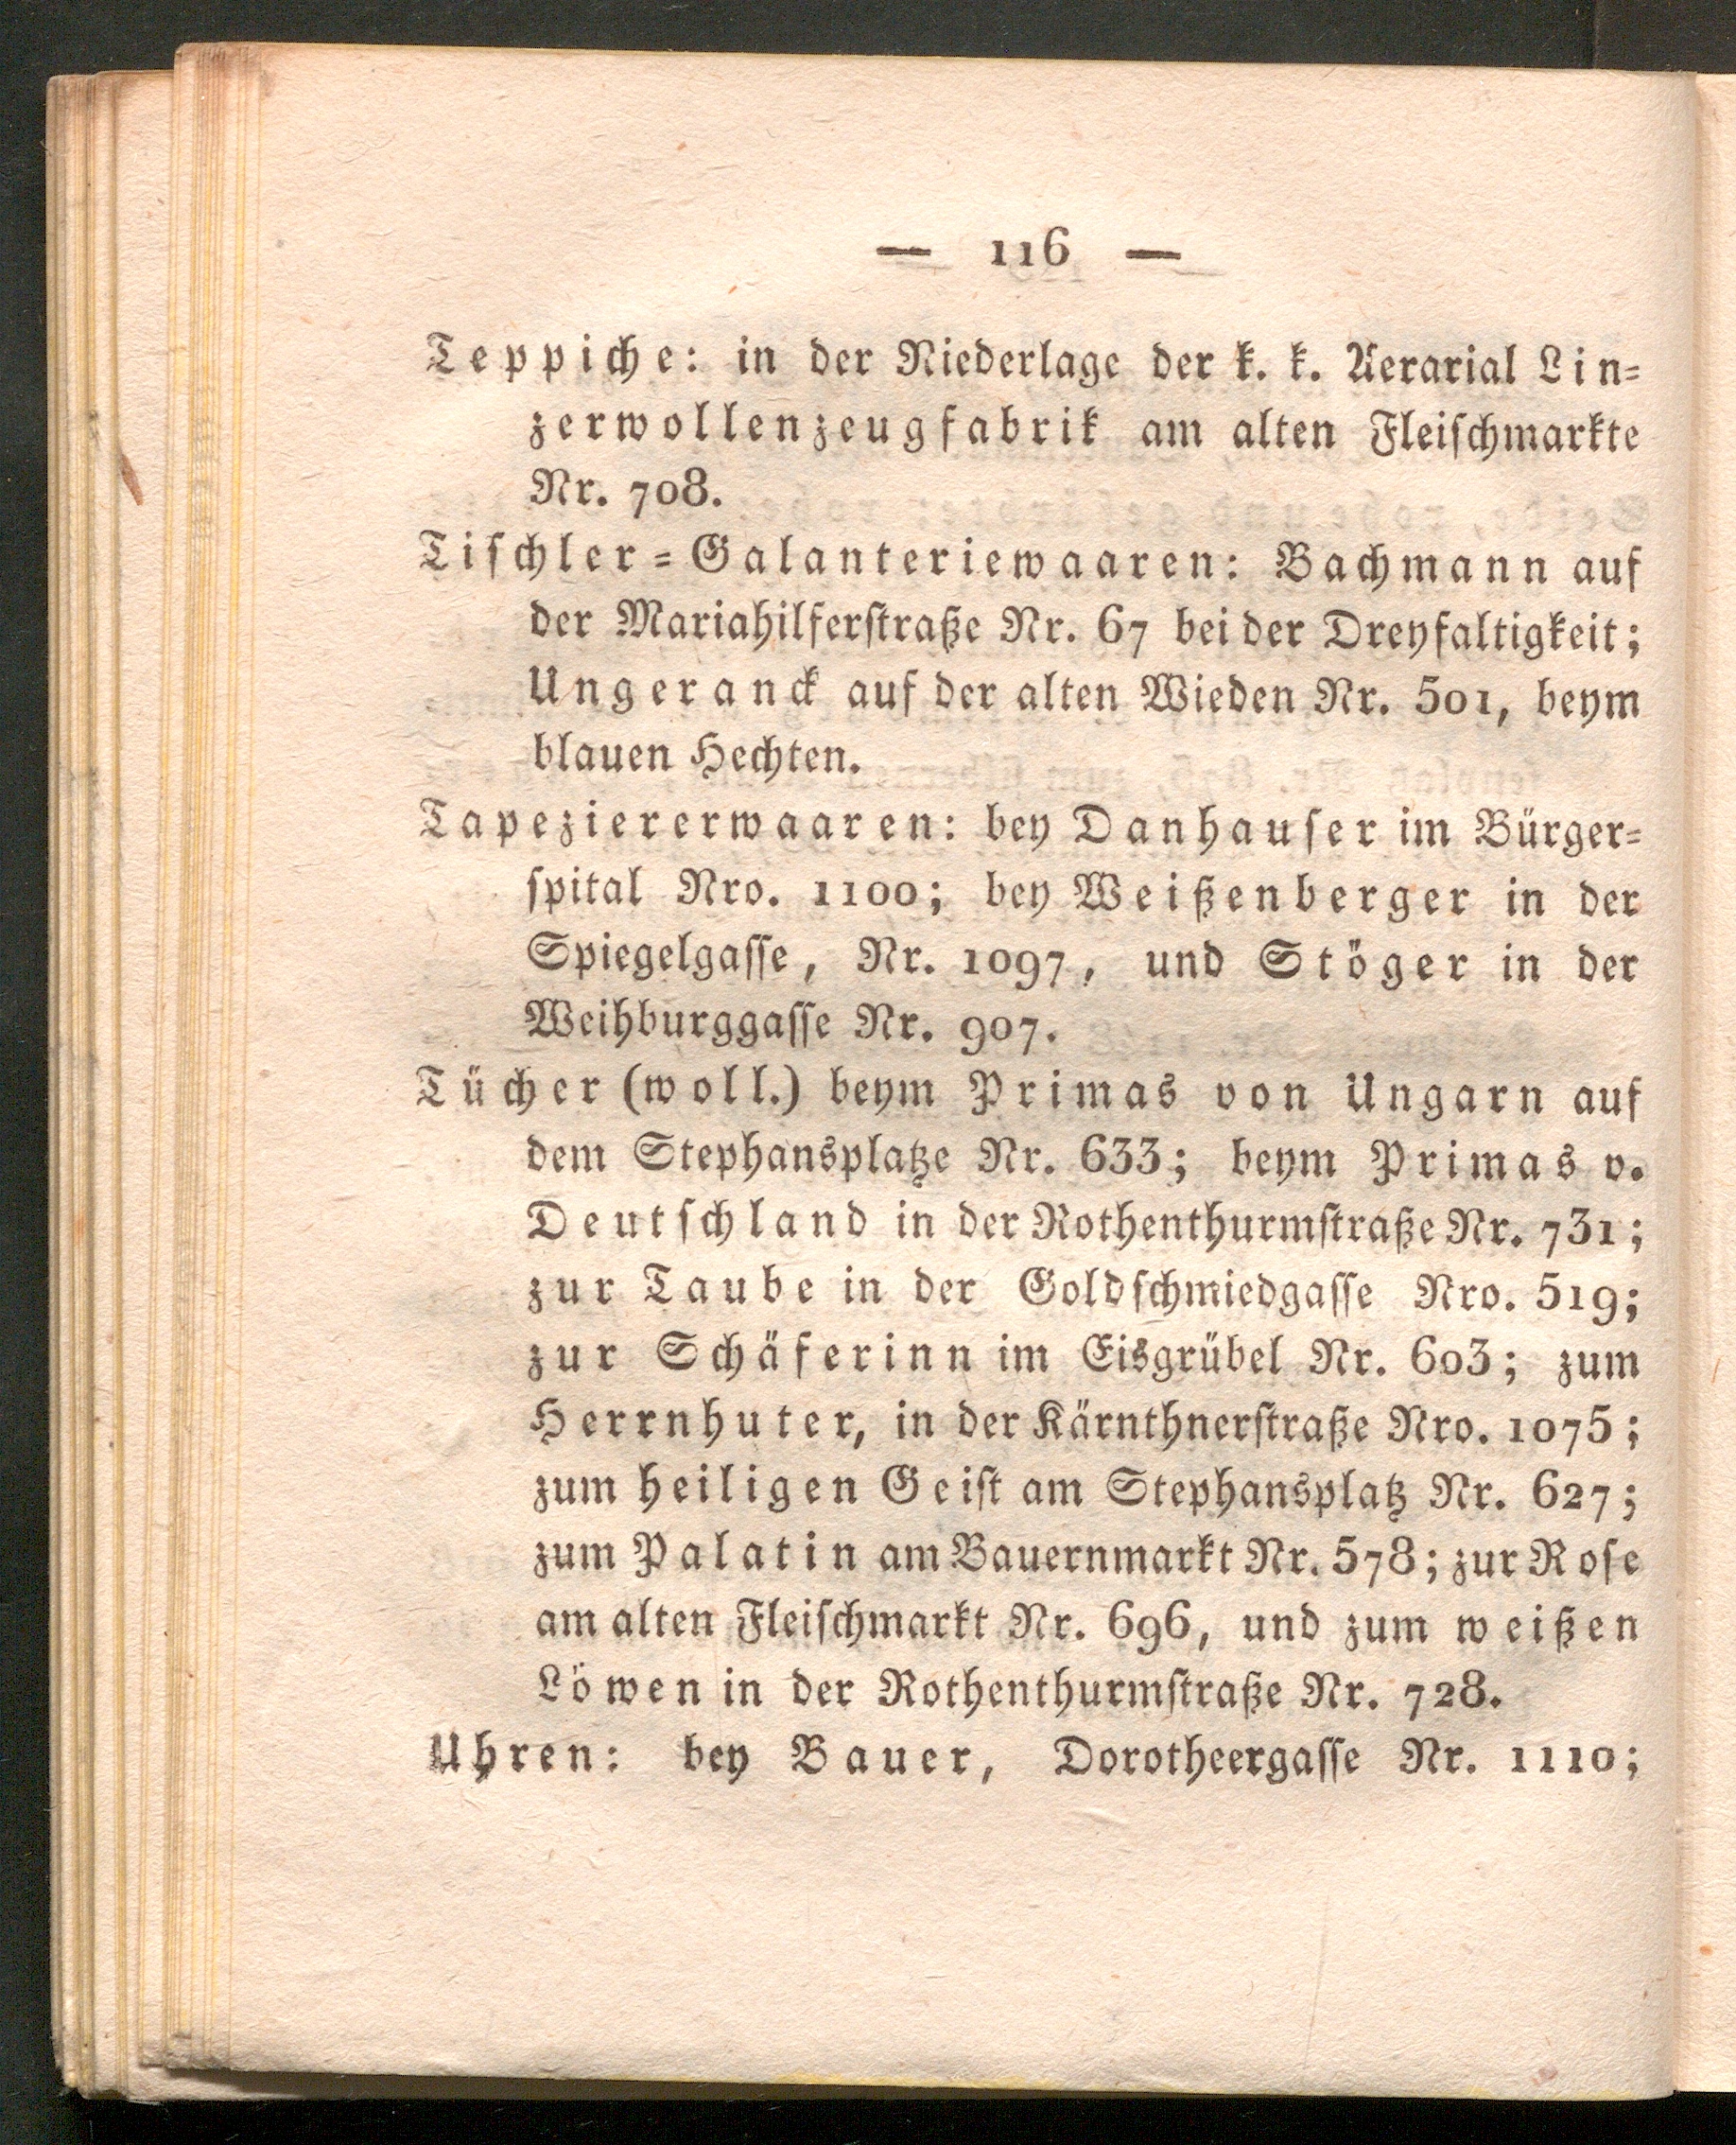 — 116 —
Teppiche: in der Niederlage der k. k. Aerarial Lin⸗
zerwollenzeugfabrik am alten Fleischmarkte
Nr. 708.
Tischler⸗Galanteriewaaren: Bachmann auf
der Mariahilferstraße Nr. 67 bei der Dreyfaltigkeit;
Ungeranck auf der alten Wieden Nr. 501, beym
blauen Hechten.
Tapeziererwaaren: bey Danhauser im Bürger⸗
spital Nro. 1100; bey Weißenberger in der
Spiegelgasse, Nr. 1097, und Stöger in der
Weihburggasse Nr. 907.
Tücher (woll.) beym Primas von Ungarn auf
dem Stephansplatze Nr. 633; beym Primas v.
Deutschland in der Rothenthurmstraße Nr. 731;
zur Taube in der Goldschmiedgasse Nro. 519;
zur Schäferinn im Eisgrübel Nr. 603; zum
Herrnhuter, in der Kärnthnerstraße Nro. 1075;
zum heiligen Geist am Stephansplatz Nr. 627;
zum Palatin am Bauernmarkt Nr. 578; zur Rose
am alten Fleischmarkt Nr. 696, und zum weißen
Löwen in der Rothenthurmstraße Nr. 728.
Uhren: bey Bauer, Dorotheergasse Nr. 1110;